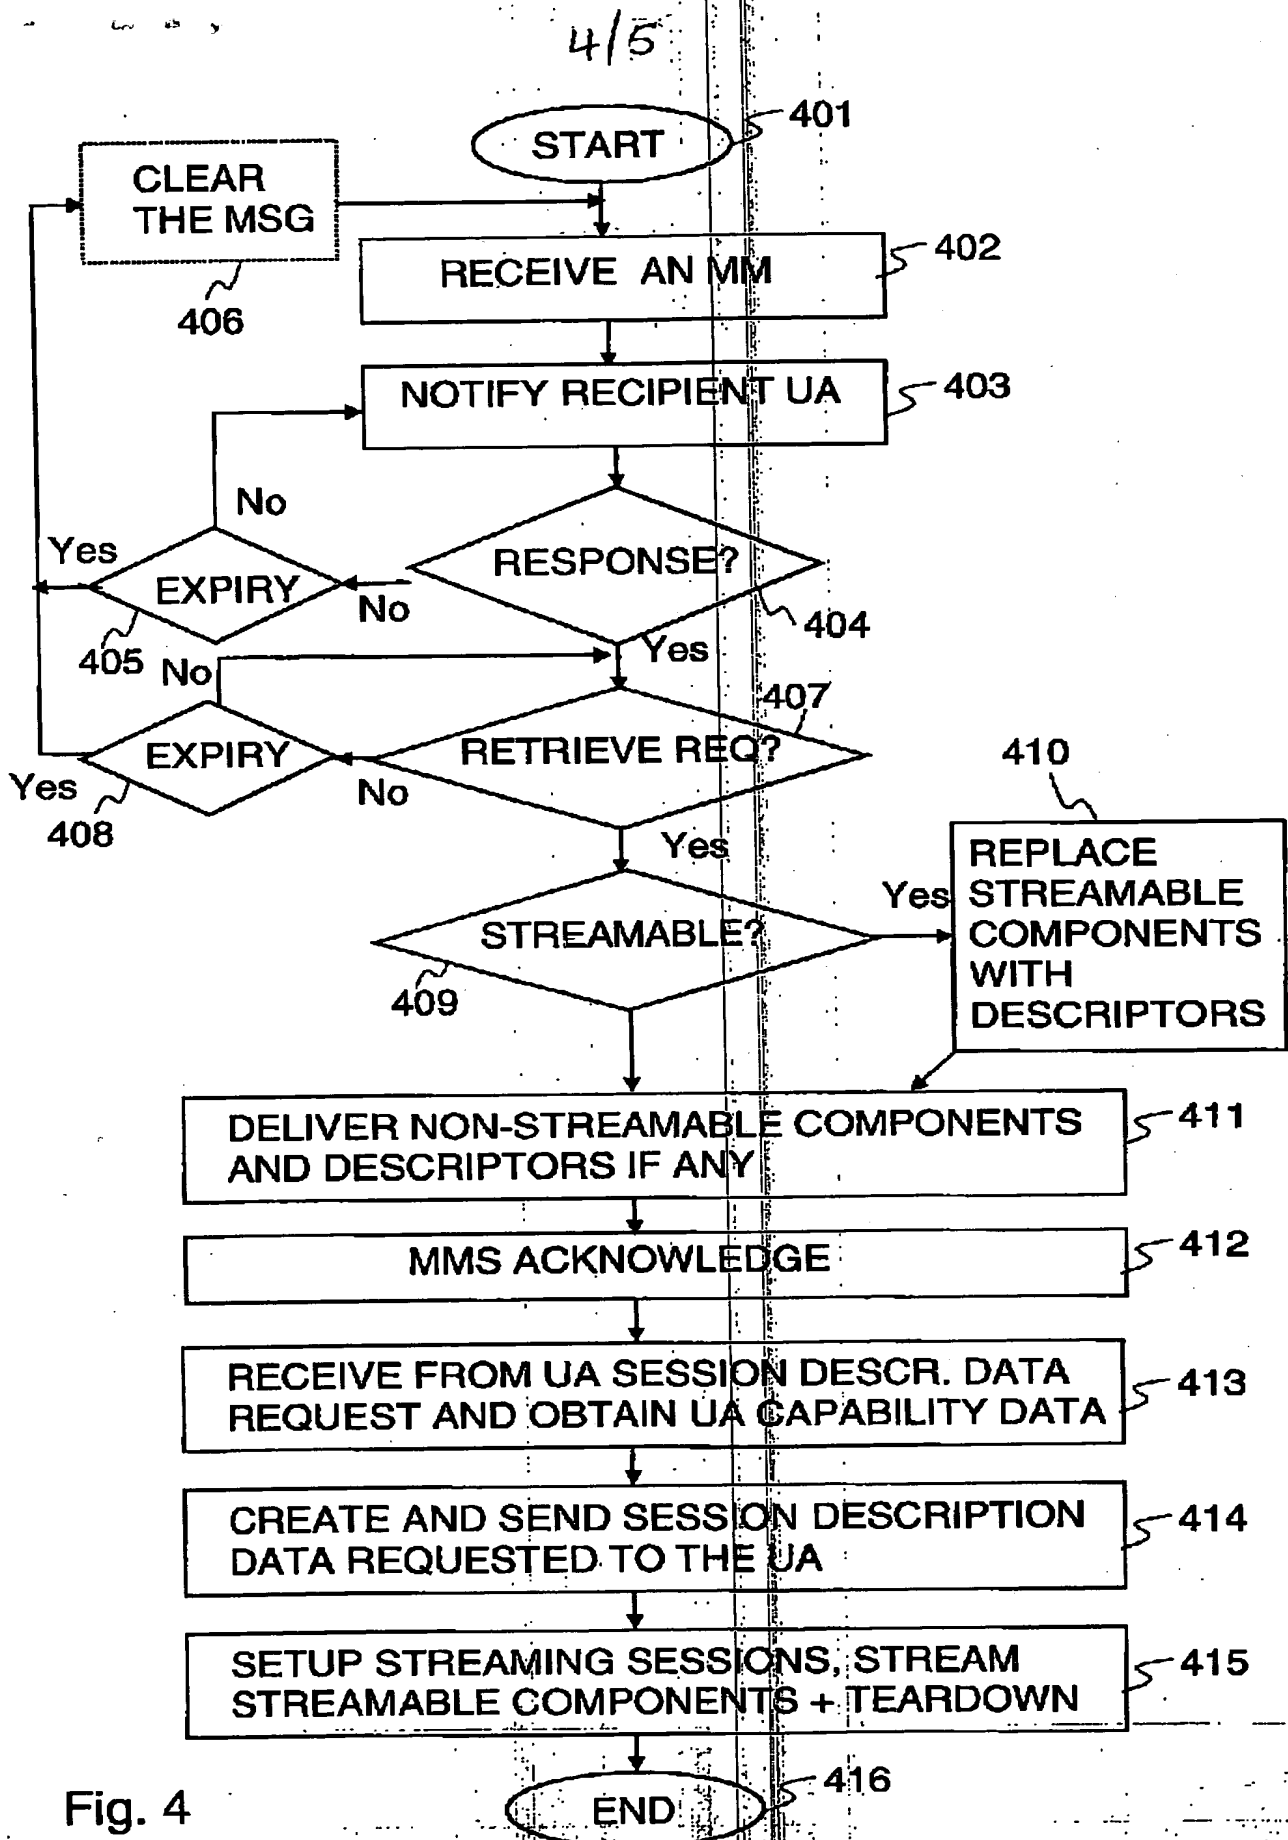 4/5
START
401
CLEAR
THE MSG
406
RECEIVE AN MM
402
NOTIFY RECIPIENT UA
403
No
Yes
EXPIRY
405
No
RESPONSE?
404
Yes
No
407
EXPIRY
Yes
408
No
RETRIEVE REQ?
Yes
410
REPLACE
STREAMABLE
COMPONENTS
WITH
DESCRIPTORS
Yes
STREAMABLE?
409
DELIVER NON-STREAMABLE COMPONENTS
AND DESCRIPTORS IF ANY
411
MMS ACKNOWLEDGE
412
RECEIVE FROM UA SESSION DESCR. DATA
REQUEST AND OBTAIN UA CAPABILITY DATA
413
CREATE AND SEND SESSION DESCRIPTION
DATA REQUESTED TO THE UA
414
SETUP STREAMING SESSIONS, STREAM
STREAMABLE COMPONENTS + TEARDOWN
415
END
416
Fig. 4